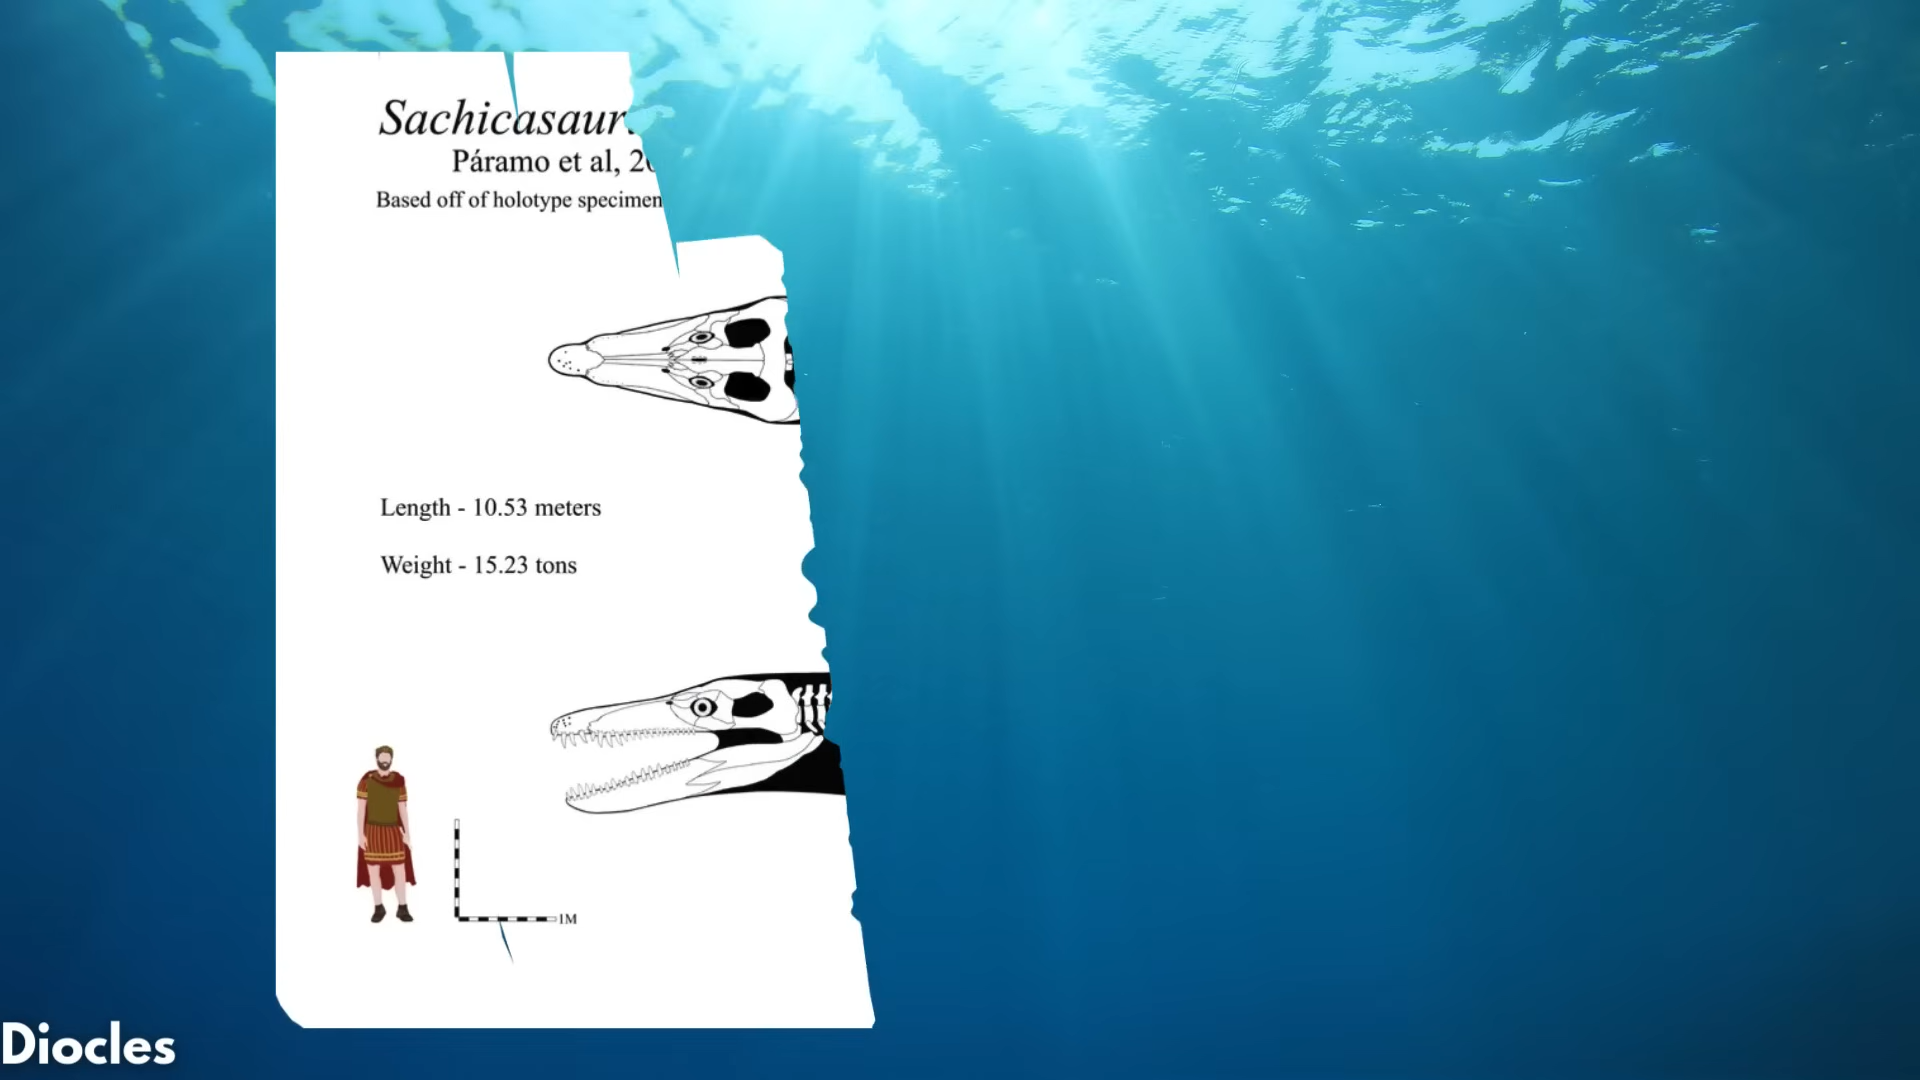 Sachicasaur
Páramo et al, 2
Based off of holotype specimen
Length - 10.53 meters
Weight - 15.23 tons
1M
Diocles